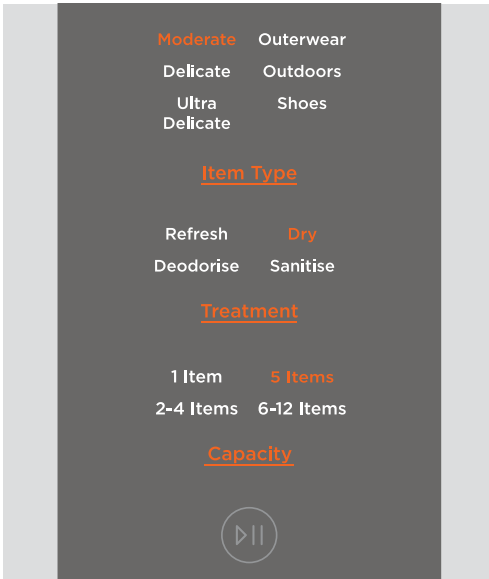 Moderate Outerwear
Delicate Outdoors
Ultra Delicate Shoes
Item Type
Refresh Dry
Deodorise Sanitise
Treatment
1 Item 5 Items
2-4 Items 6-12 Items
Capacity